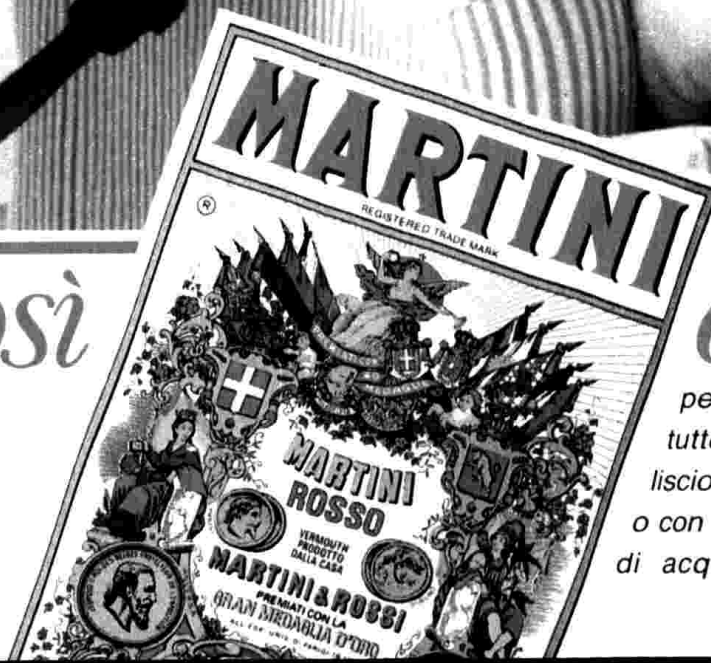 MARTINI
®
REGISTERED TRADE MARK
MARTINI
ROSSO
VERMOUTH
PRODOTTO
DALLA CASA
MARTINI & ROSSI
PREMIATI CON LA
GRAN MEDAGLIA D'ORO
osì
pe
tutto
liscio
o con
di acq